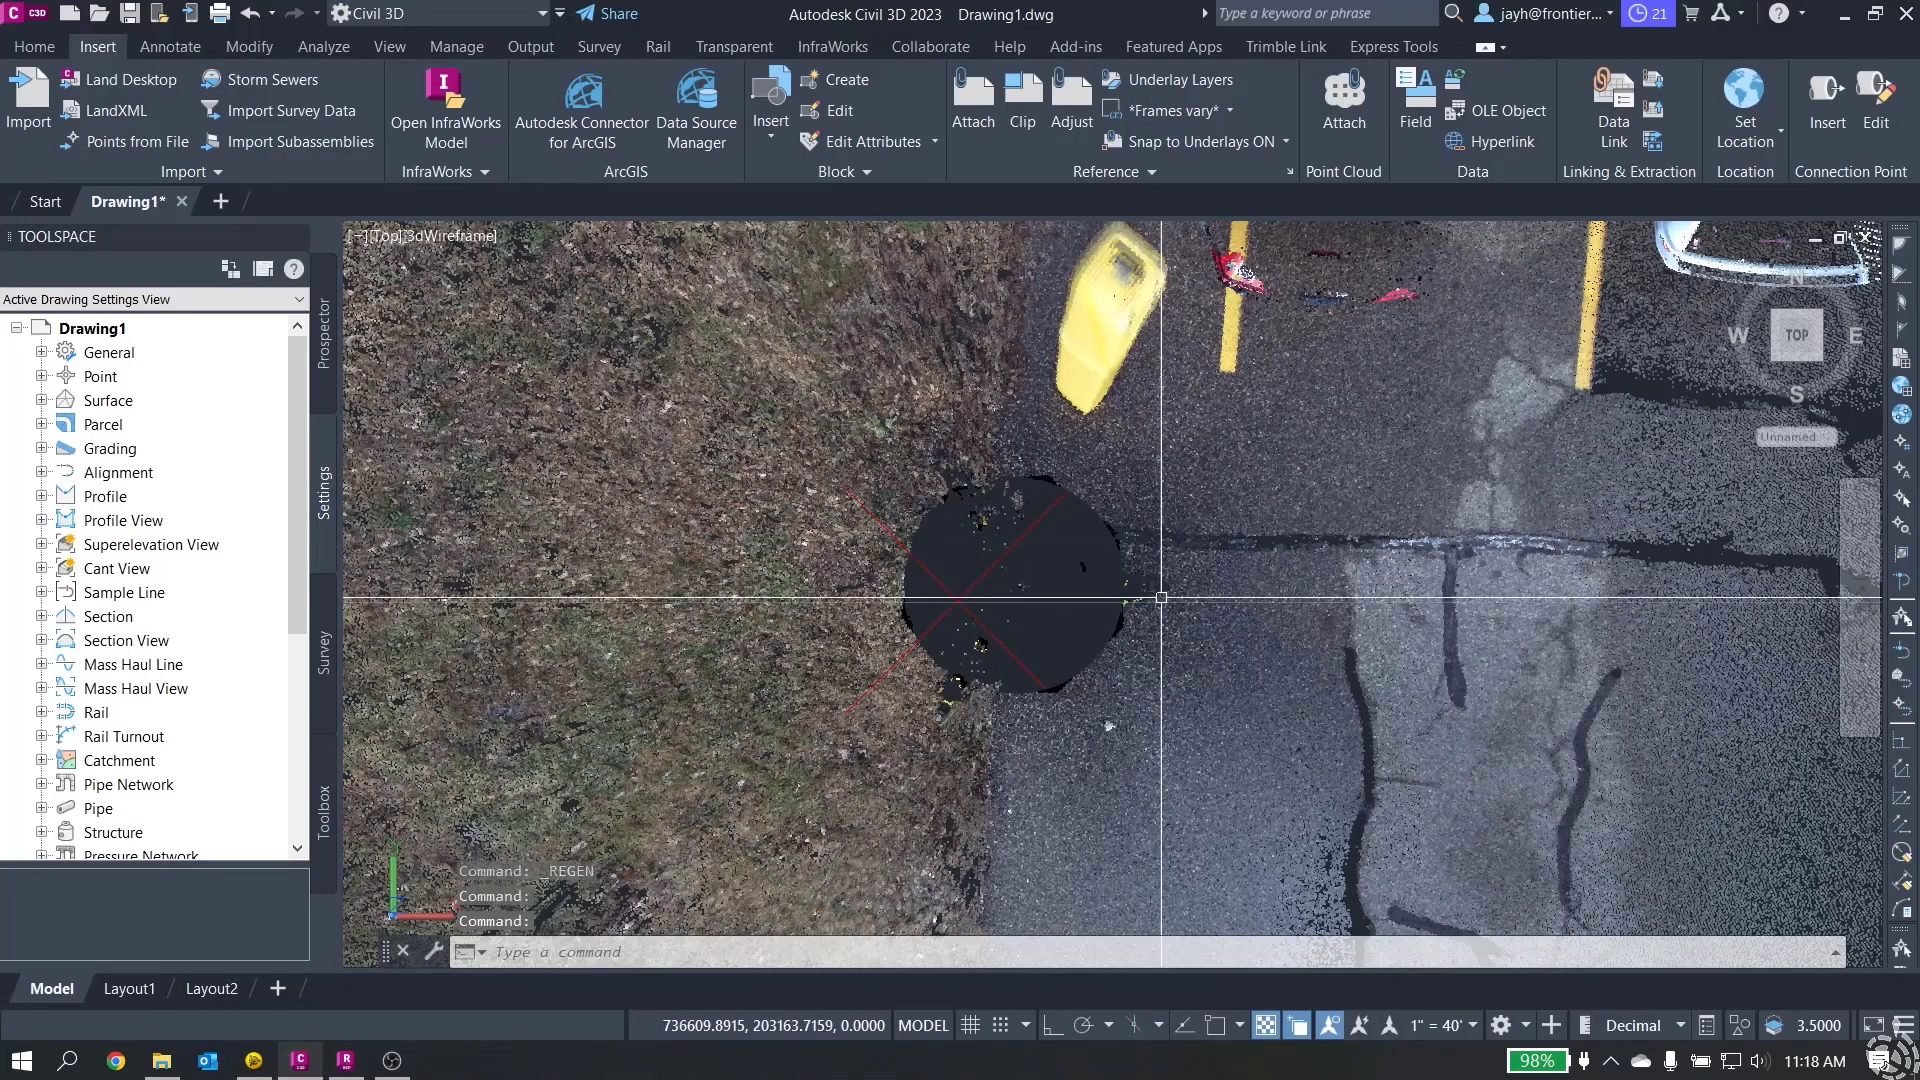 C C3D Civil 3D Share Autodesk Civil 3D 2023 Drawing1.dwg Type a keyword or phrase jayh@frontier... 21
Home Insert Annotate Modify Analyze View Manage Output Survey Rail Transparent InfraWorks Collaborate Help Add-ins Featured Apps Trimble Link Express Tools
Import
Land Desktop
LandXML
Points from File
Storm Sewers
Import Survey Data
Import Subassemblies
Import
Open InfraWorks
Model
InfraWorks
Autodesk Connector
for ArcGIS
Data Source
Manager
ArcGIS
Insert
Create
Edit
Edit Attributes
Block
Attach
Clip
Adjust
Underlay Layers
*Frames vary*
Snap to Underlays ON
Reference
Attach
Point Cloud
Field
OLE Object
Hyperlink
Data
Data
Link
Linking & Extraction
Set
Location
Location
Insert
Edit
Connection Point
Start Drawing1*
TOOLSPACE
Active Drawing Settings View
Drawing1
General
Point
Surface
Parcel
Grading
Alignment
Profile
Profile View
Superelevation View
Cant View
Sample Line
Section
Section View
Mass Haul Line
Mass Haul View
Rail
Rail Turnout
Catchment
Pipe Network
Pipe
Structure
Pressure Network
Prospector
Settings
Survey
Toolbox
[−][Top][3dWireframe]
N
W TOP E
S
Unnamed
Command: _REGEN
Command:
Command:
Type a command
Model Layout1 Layout2
736609.8915, 203163.7159, 0.0000 MODEL 1" = 40' Decimal 3.5000
98% 11:18 AM